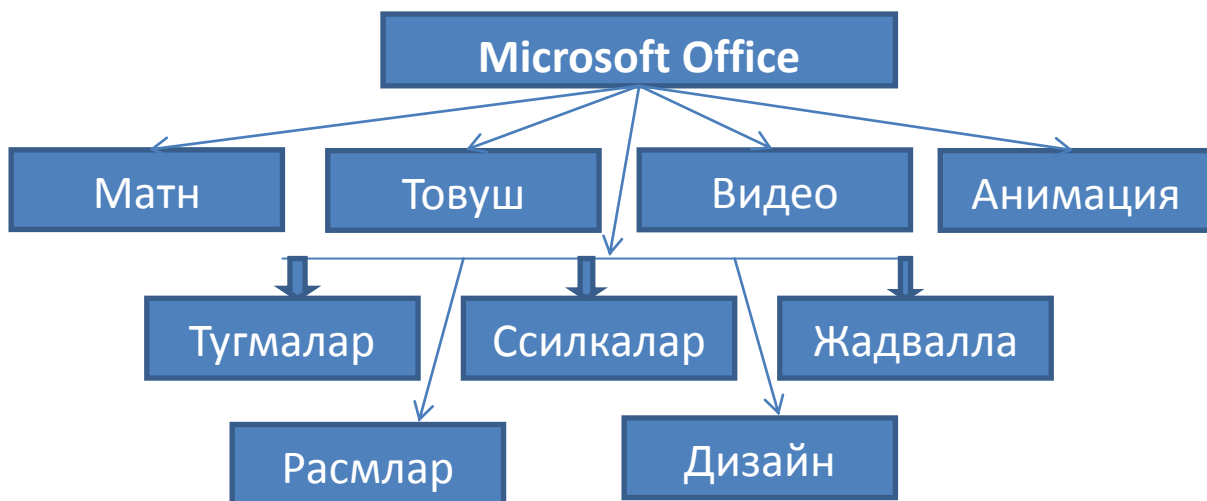 Microsoft Office
Матн
Товуш
Видео
Анимация
Тугмалар
Ссилкалар
Жадвалла
Расмлар
Дизайн